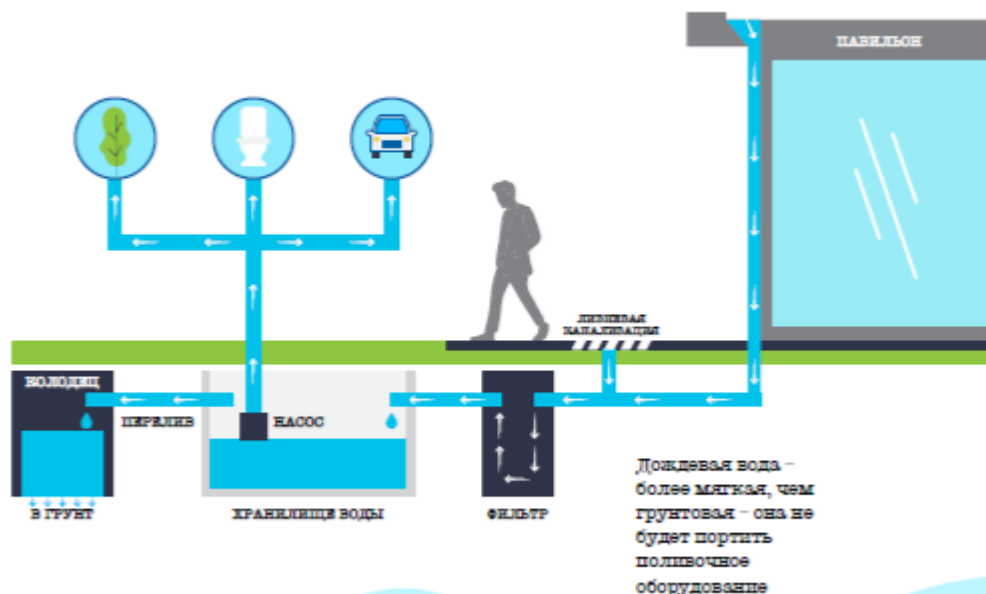 ПАВИЛЬОН
ЛИВНЕВАЯ
КАНАЛИЗАЦИЯ
КОЛОДЕЦ
ПЕРЕЛИВ
НАСОС
В ГРУНТ
ХРАНИЛИЩЕ ВОДЫ
ФИЛЬТР
Дождевая вода –
более мягкая, чем
грунтовая – она не
будет портить
поливочное
оборудование